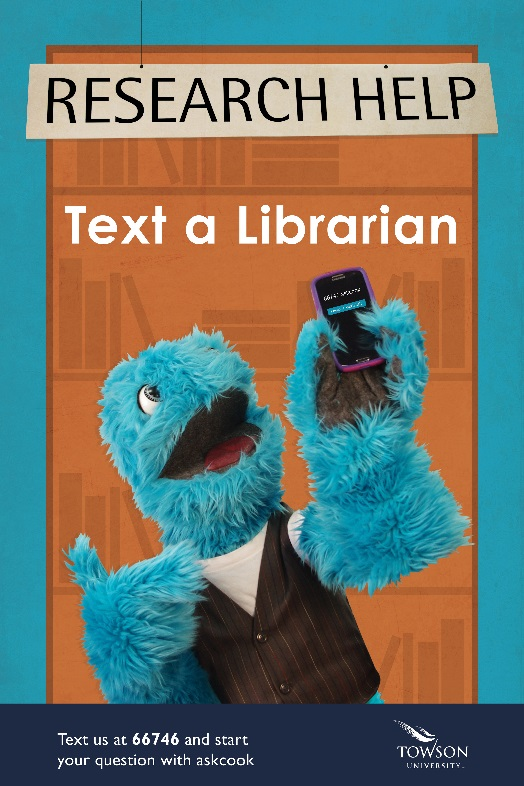 RESEARCH HELP
Text a Librarian
Text us at 66746 and start
your question with askcook
TOWSON
UNIVERSITY